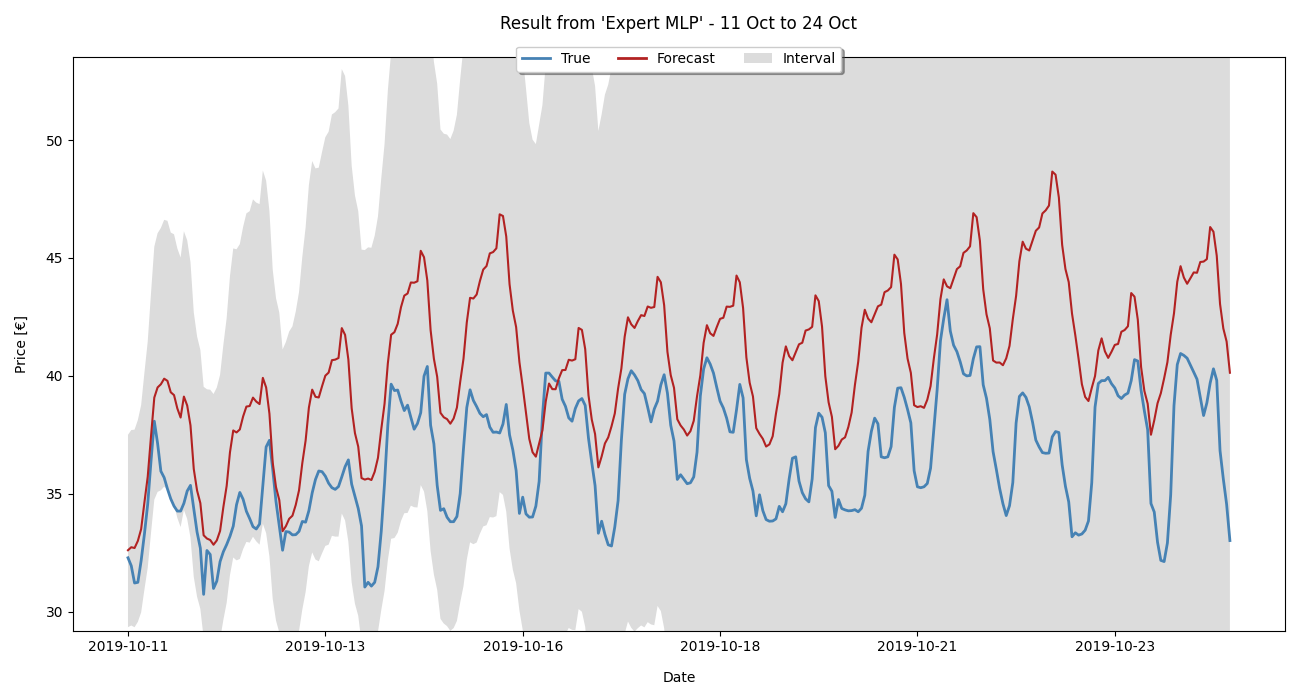 Result from 'Expert MLP' - 11 Oct to 24 Oct
True Forecast Interval
50
45
40
35
30
Price [€]
2019-10-11 2019-10-13 2019-10-16 2019-10-18 2019-10-21 2019-10-23
Date